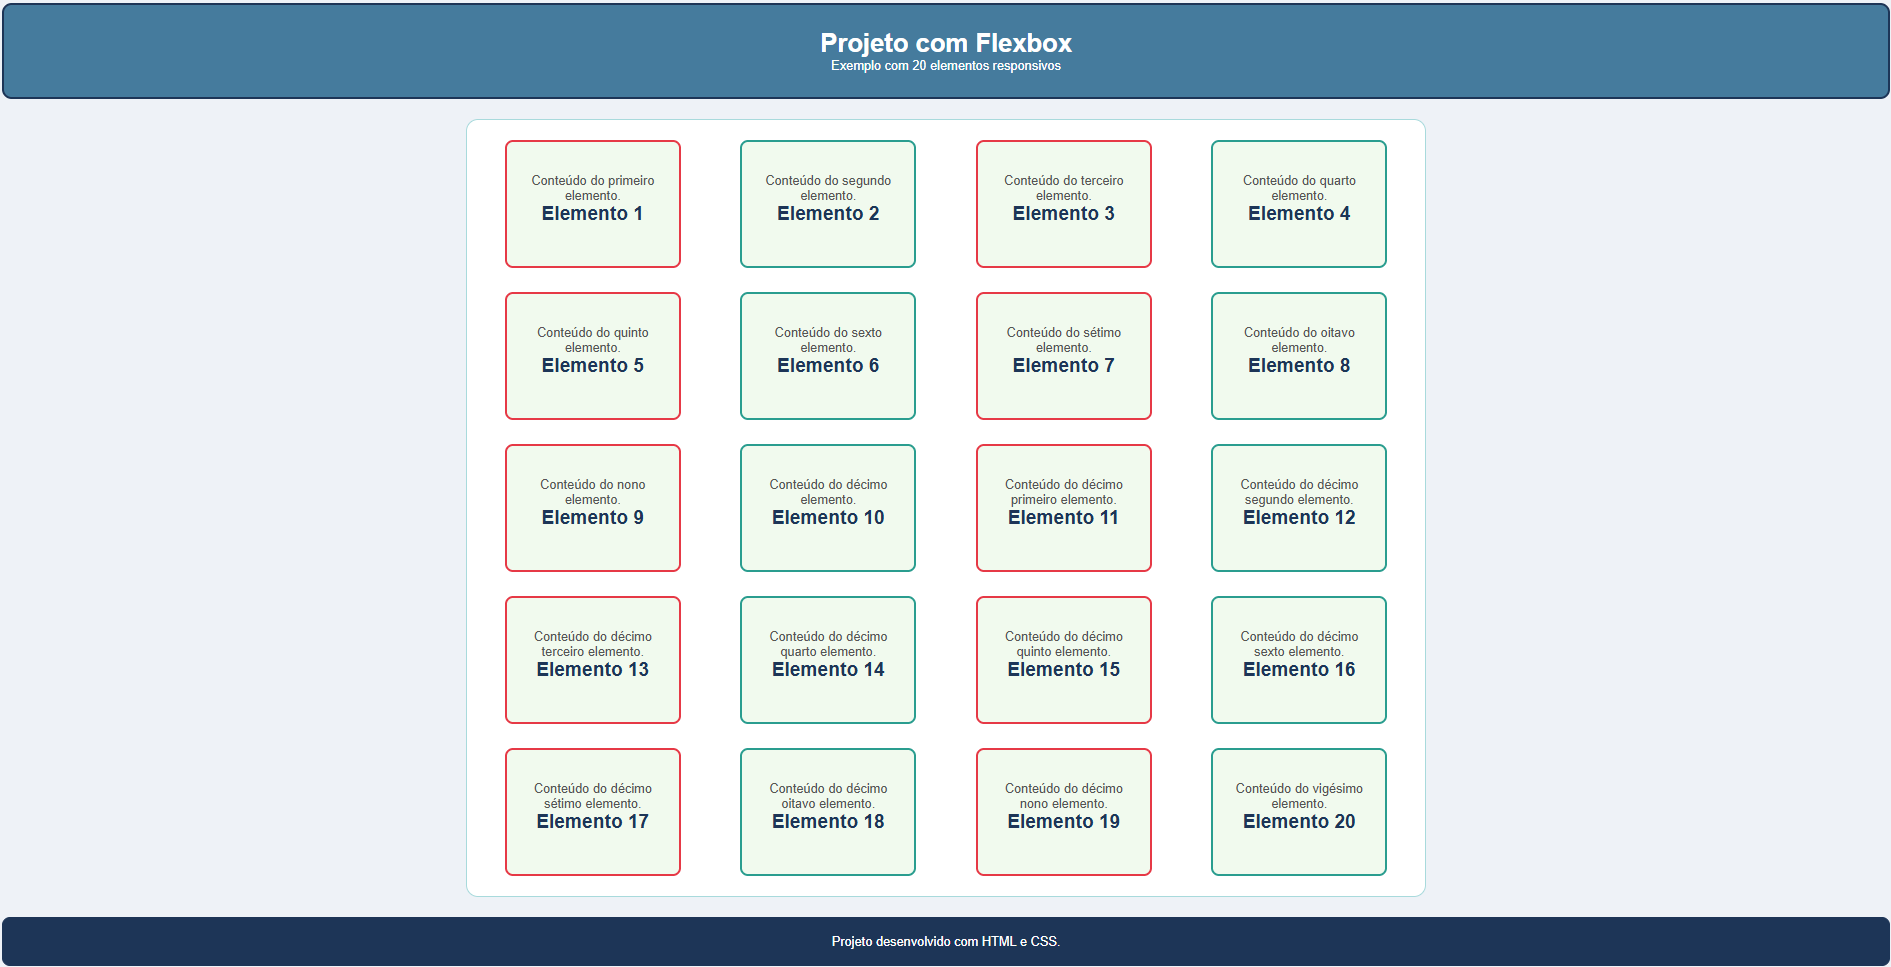 Projeto com Flexbox
Exemplo com 20 elementos responsivos
Conteúdo do primeiro
elemento.
Elemento 1
Conteúdo do segundo
elemento.
Elemento 2
Conteúdo do terceiro
elemento.
Elemento 3
Conteúdo do quarto
elemento.
Elemento 4
Conteúdo do quinto
elemento.
Elemento 5
Conteúdo do sexto
elemento.
Elemento 6
Conteúdo do sétimo
elemento.
Elemento 7
Conteúdo do oitavo
elemento.
Elemento 8
Conteúdo do nono
elemento.
Elemento 9
Conteúdo do décimo
elemento.
Elemento 10
Conteúdo do décimo
primeiro elemento.
Elemento 11
Conteúdo do décimo
segundo elemento.
Elemento 12
Conteúdo do décimo
terceiro elemento.
Elemento 13
Conteúdo do décimo
quarto elemento.
Elemento 14
Conteúdo do décimo
quinto elemento.
Elemento 15
Conteúdo do décimo
sexto elemento.
Elemento 16
Conteúdo do décimo
sétimo elemento.
Elemento 17
Conteúdo do décimo
oitavo elemento.
Elemento 18
Conteúdo do décimo
nono elemento.
Elemento 19
Conteúdo do vigésimo
elemento.
Elemento 20
Projeto desenvolvido com HTML e CSS.